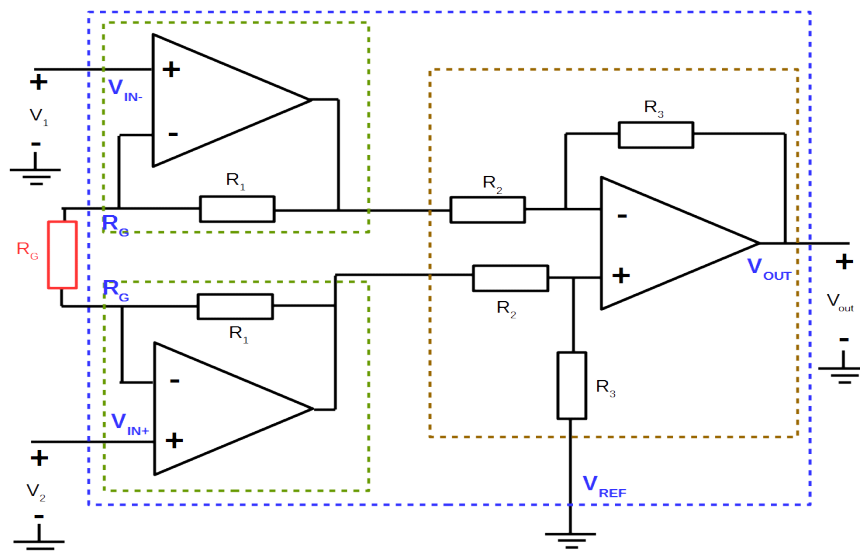 +
V1
-
VIN-
+
-
R1
RG
RG
RG
R1
-
+
VIN+
+
V2
-
R2
R3
-
+
R2
R3
VREF
VOUT
+
Vout
-